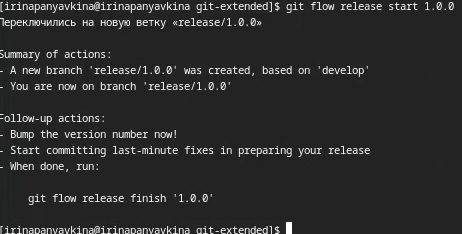 [irinapanyavkina@irinapanyavkina git-extended]$ git flow release start 1.0.0
Переключились на новую ветку «release/1.0.0»
Summary of actions:
- A new branch 'release/1.0.0' was created, based on 'develop'
- You are now on branch 'release/1.0.0'
Follow-up actions:
- Bump the version number now!
- Start committing last-minute fixes in preparing your release
- When done, run:
git flow release finish '1.0.0'
[irinapanyavkina@irinapanyavkina git-extended]$